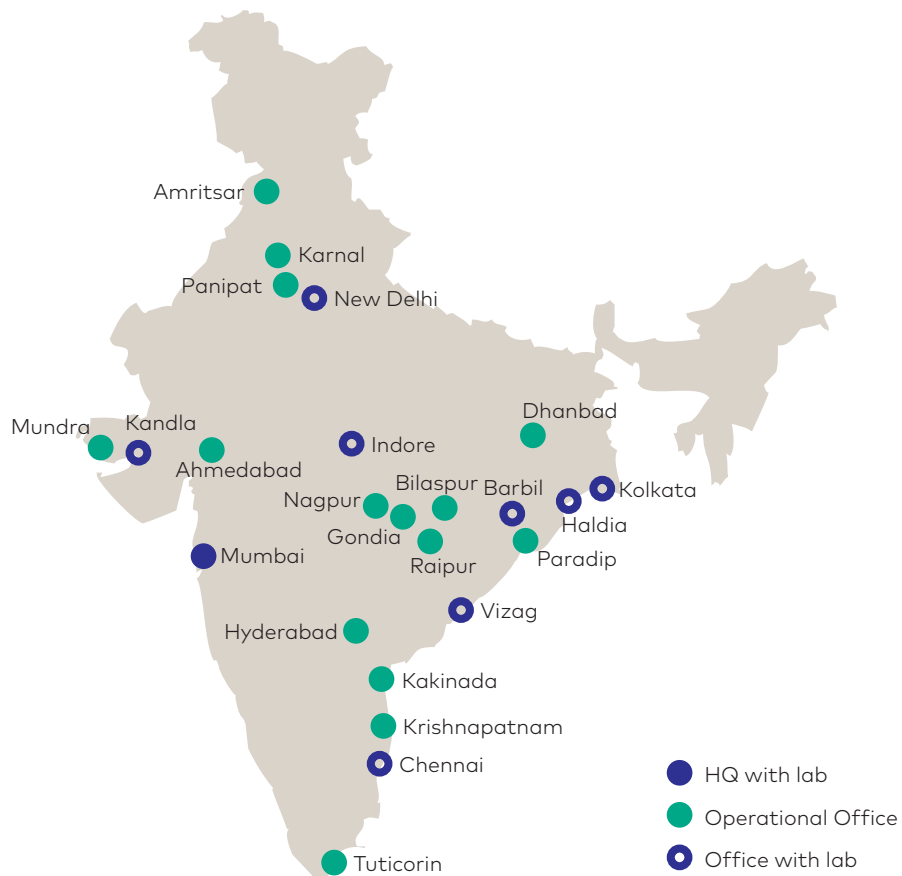 Amritsar
Karnal
Panipat
New Delhi
Dhanbad
Mundra
Kandla
Indore
Ahmedabad
Bilaspur
Barbil
Kolkata
Nagpur
Haldia
Gondia
Paradip
Mumbai
Raipur
Vizag
Hyderabad
Kakinada
Krishnapatnam
Chennai
HQ with lab
Operational Office
Office with lab
Tuticorin